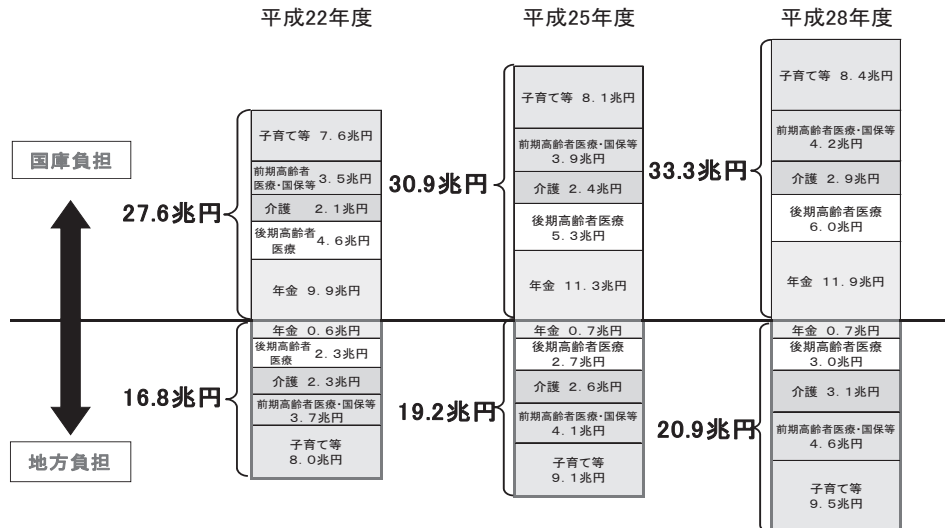 平成22年度
平成25年度
平成28年度
国庫負担
地方負担
27.6兆円
子育て等 7.6兆円
前期高齢者
医療・国保等 3.5兆円
介護 2.1兆円
後期高齢者
医療 4.6兆円
年金 9.9兆円
16.8兆円
年金 0.6兆円
後期高齢者
医療 2.3兆円
介護 2.3兆円
前期高齢者医療・国保等
3.7兆円
子育て等
8.0兆円
30.9兆円
子育て等 8.1兆円
前期高齢者医療・国保等
3.9兆円
介護 2.4兆円
後期高齢者医療
5.3兆円
年金 11.3兆円
19.2兆円
年金 0.7兆円
後期高齢者医療
2.7兆円
介護 2.6兆円
前期高齢者医療・国保等
4.1兆円
子育て等
9.1兆円
33.3兆円
子育て等 8.4兆円
前期高齢者医療・国保等
4.2兆円
介護 2.9兆円
後期高齢者医療
6.0兆円
年金 11.9兆円
20.9兆円
年金 0.7兆円
後期高齢者医療
3.0兆円
介護 3.1兆円
前期高齢者医療・国保等
4.6兆円
子育て等
9.5兆円